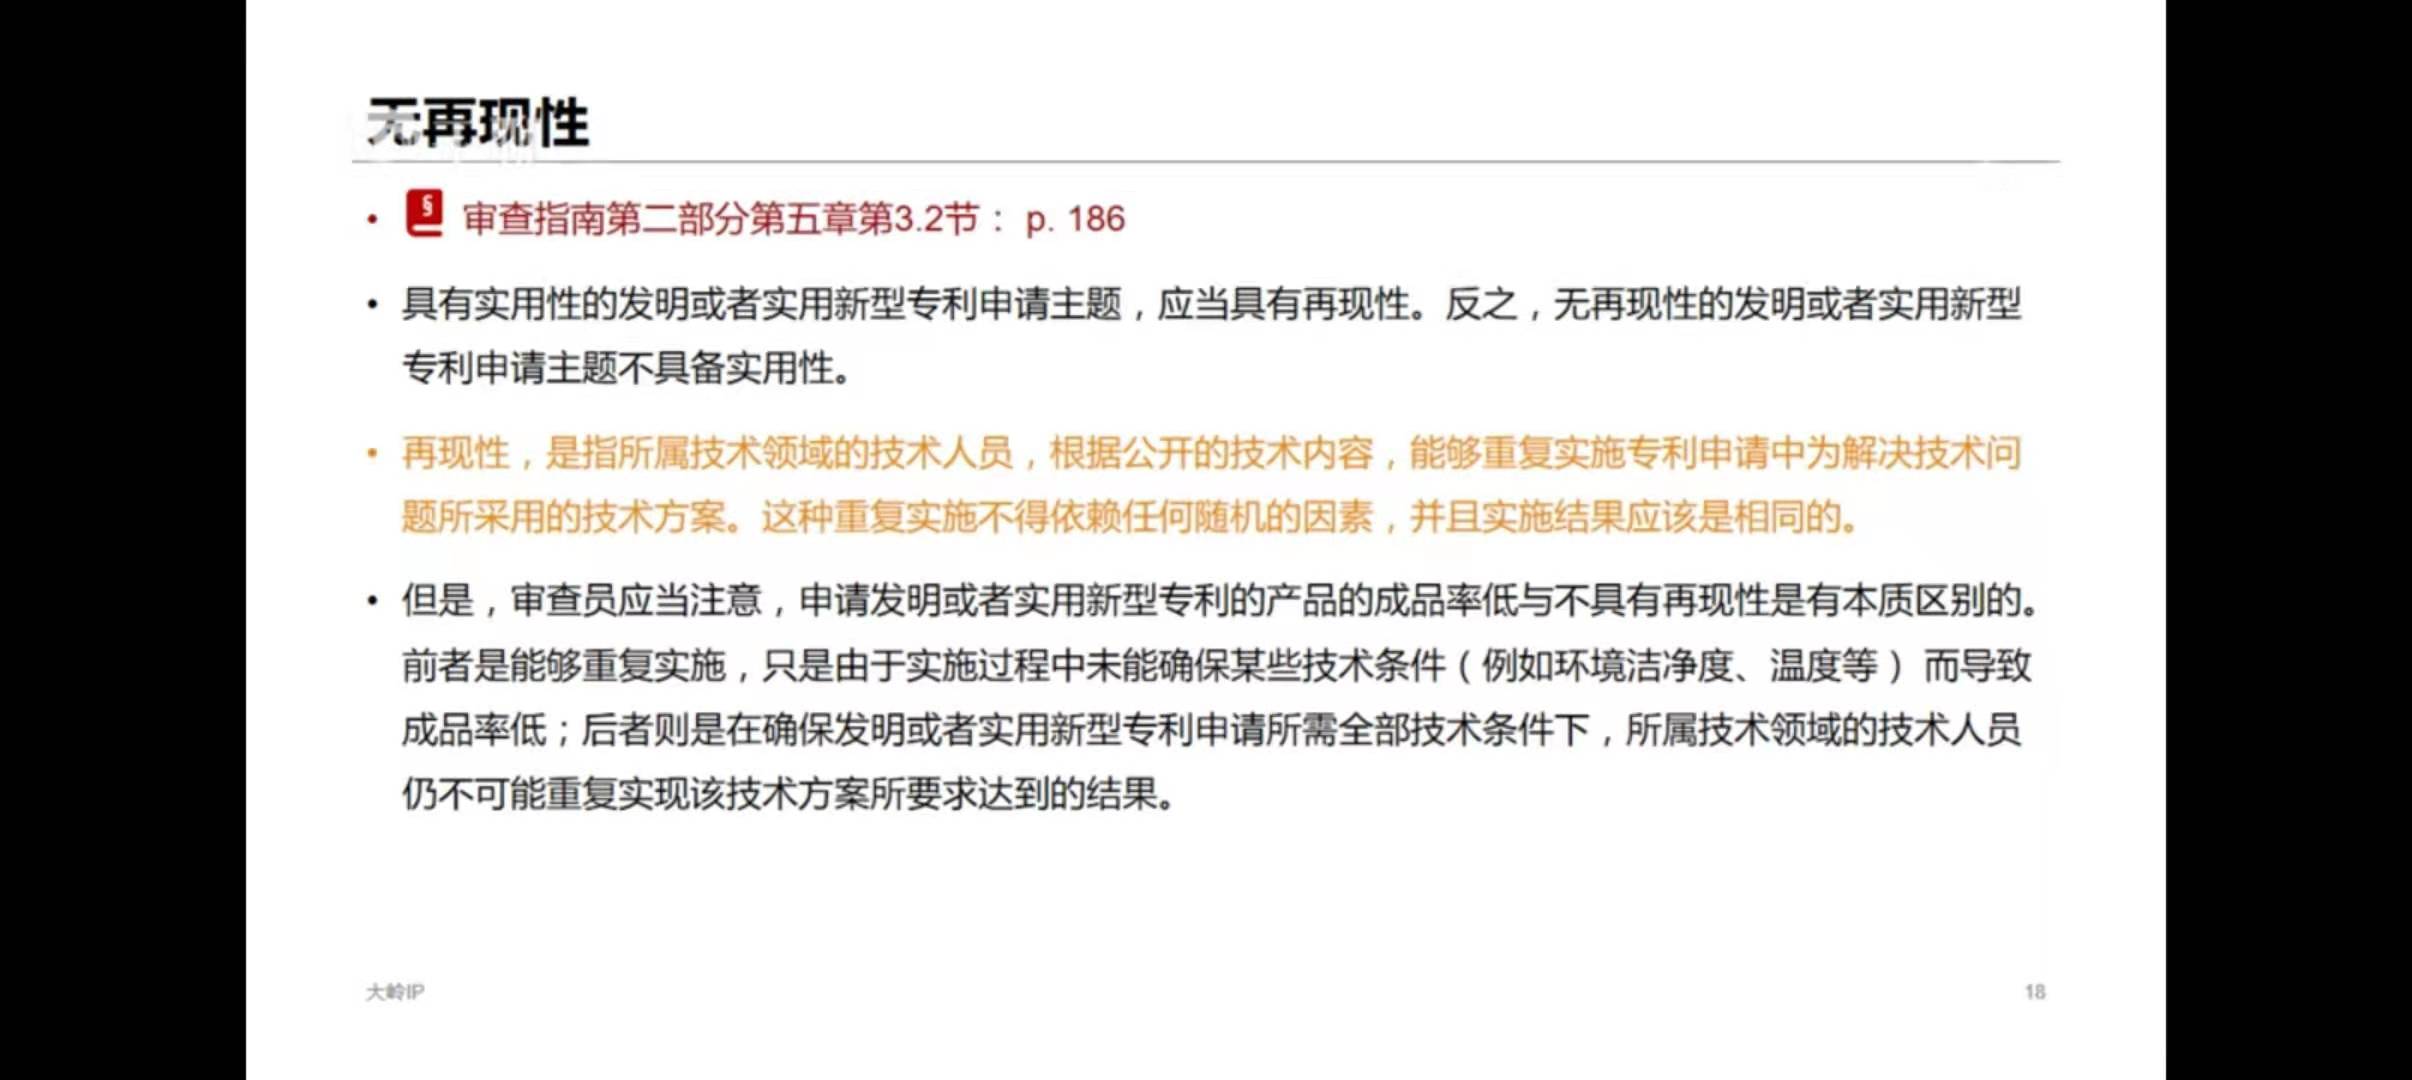 无再现性
• § 审查指南第二部分第五章第3.2节： p. 186
• 具有实用性的发明或者实用新型专利申请主题，应当具有再现性。反之，无再现性的发明或者实用新型
专利申请主题不具备实用性。
• 再现性，是指所属技术领域的技术人员，根据公开的技术内容，能够重复实施专利申请中为解决技术问
题所采用的技术方案。这种重复实施不得依赖任何随机的因素，并且实施结果应该是相同的。
• 但是，审查员应当注意，申请发明或者实用新型专利的产品的成品率低与不具有再现性是有本质区别的。
前者是能够重复实施，只是由于实施过程中未能确保某些技术条件（例如环境洁净度、温度等）而导致
成品率低；后者则是在确保发明或者实用新型专利申请所需全部技术条件下，所属技术领域的技术人员
仍不可能重复实现该技术方案所要求达到的结果。
大岭IP
18